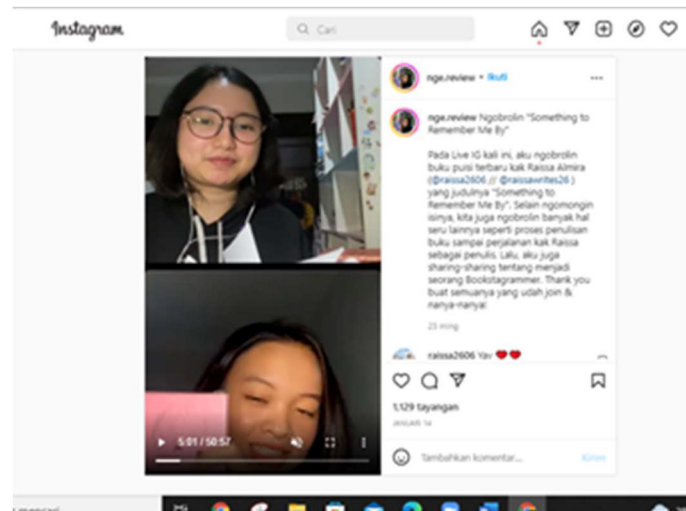 Instagram
Cari
nge.review • Ikuti
nge.review Ngobrolin "Something to
Remember Me By"
Pada Live IG kali ini, aku ngobrolin
buku puisi terbaru kak Raissa Almira
(@raissa2606 // @raissawrites26 )
yang judulnya "Something to
Remember Me By". Selain ngomongin
isinya, kita juga ngobrolin banyak hal
seru lainnya seperti proses penulisan
buku sampai perjalanan kak Raissa
sebagai penulis. Lalu, aku juga
sharing-sharing tentang menjadi
seorang Bookstagrammer. Thank you
buat semuanya yang udah join &
nanya-nanya!
23 ming
raissa2606 Yay ❤️❤️
1.129 tayangan
JANUARI 14
5:01 / 50:57
Tambahkan komentar...
Kirim